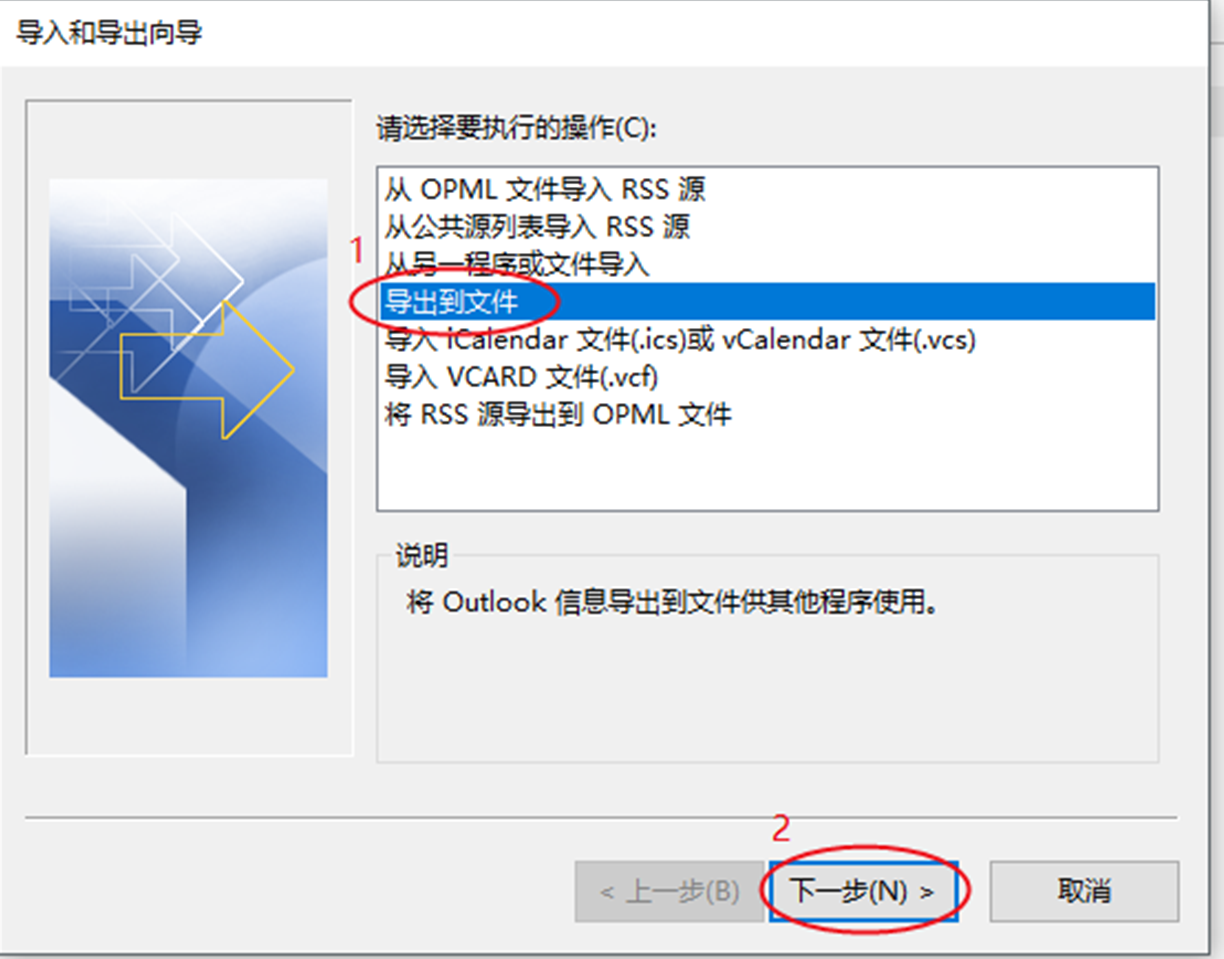 导入和导出向导
请选择要执行的操作(C):
从 OPML 文件导入 RSS 源
从公共源列表导入 RSS 源
1
从另一程序或文件导入
导出到文件
导入 iCalendar 文件(.ics)或 vCalendar 文件(.vcs)
导入 VCARD 文件(.vcf)
将 RSS 源导出到 OPML 文件
说明
将 Outlook 信息导出到文件供其他程序使用。
2
< 上一步(B) 下一步(N) > 取消